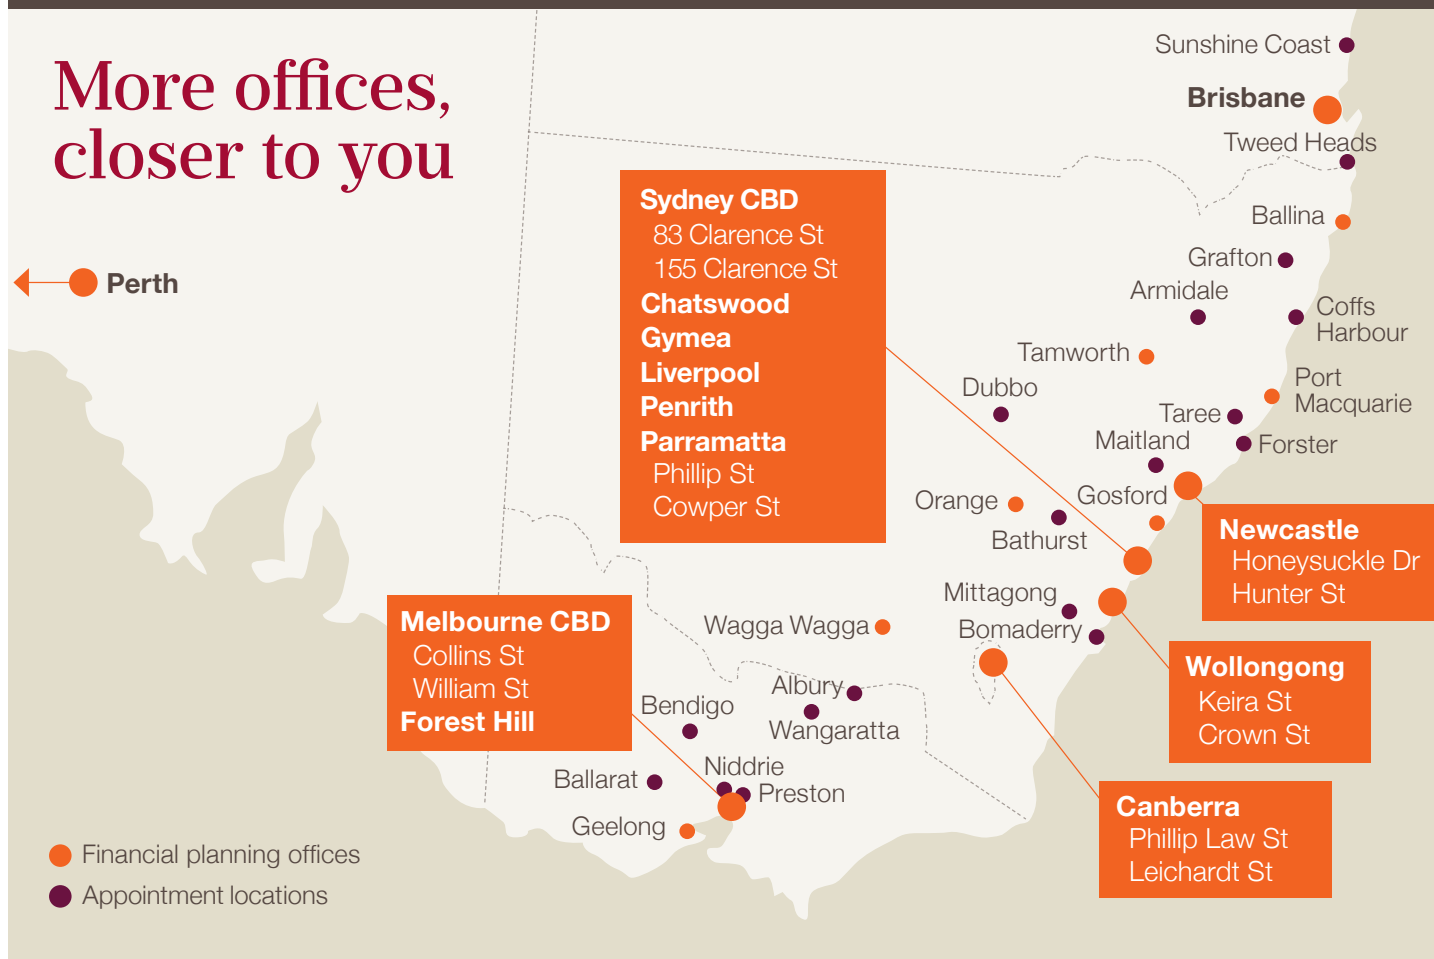 More offices,
closer to you
Perth
Sunshine Coast
Brisbane
Tweed Heads
Ballina
Grafton
Armidale
Coffs
Harbour
Tamworth
Port
Macquarie
Dubbo
Taree
Forster
Maitland
Gosford
Orange
Bathurst
Mittagong
Bomaderry
Wagga Wagga
Albury
Wangaratta
Bendigo
Niddrie
Preston
Ballarat
Geelong
Sydney CBD
83 Clarence St
155 Clarence St
Chatswood
Gymea
Liverpool
Penrith
Parramatta
Phillip St
Cowper St
Newcastle
Honeysuckle Dr
Hunter St
Melbourne CBD
Collins St
William St
Forest Hill
Wollongong
Keira St
Crown St
Canberra
Phillip Law St
Leichardt St
Financial planning offices
Appointment locations